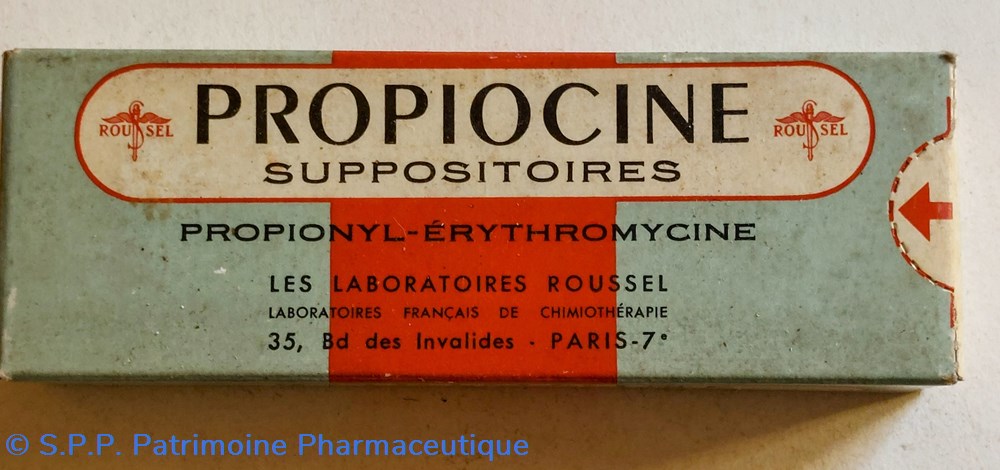 PROPIOCINE
ROUSSEL
ROUSSEL
SUPPOSITOIRES
PROPIONYL-ÉRYTHROMYCINE
LES LABORATOIRES ROUSSEL
LABORATOIRES FRANÇAIS DE CHIMIOTHÉRAPIE
35, Bd des Invalides - PARIS-7e
© S.P.P. Patrimoine Pharmaceutique